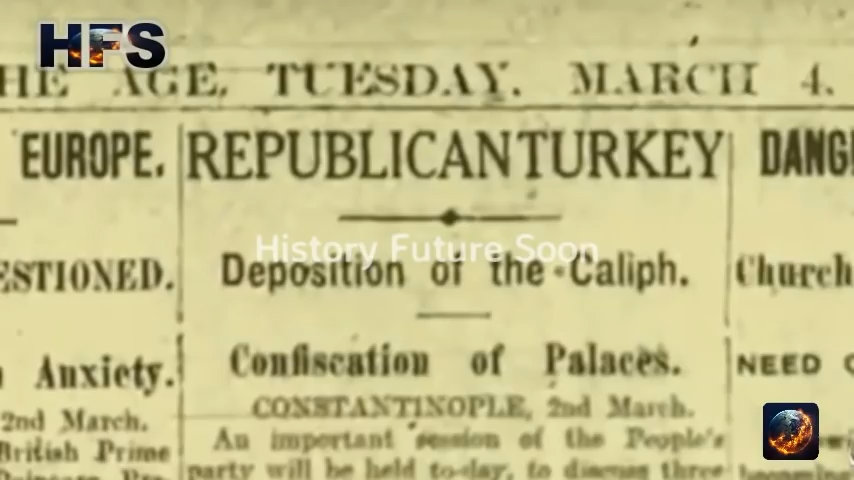 HFS
HE AGE, TUESDAY, MARCH 4,
EUROPE.
ESTIONED.
Anxiety.
2nd March.
British Prime
REPUBLICAN TURKEY
History Future Soon
Deposition of the Caliph.
Confiscation of Palaces.
CONSTANTINOPLE, 2nd March.
An important session of the People's
party will be held to-day, to discuss three
DANG
Church
NEED